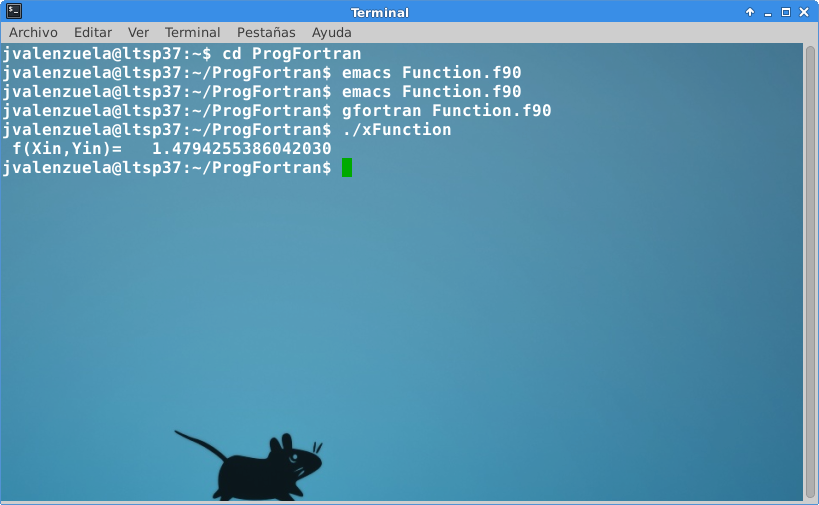 Terminal
Archivo Editar Ver Terminal Pestañas Ayuda
jvalenzuela@ltsp37:~$ cd ProgFortran
jvalenzuela@ltsp37:~/ProgFortran$ emacs Function.f90
jvalenzuela@ltsp37:~/ProgFortran$ emacs Function.f90
jvalenzuela@ltsp37:~/ProgFortran$ gfortran Function.f90
jvalenzuela@ltsp37:~/ProgFortran$ ./xFunction
f(Xin,Yin)=   1.4794255386042030
jvalenzuela@ltsp37:~/ProgFortran$